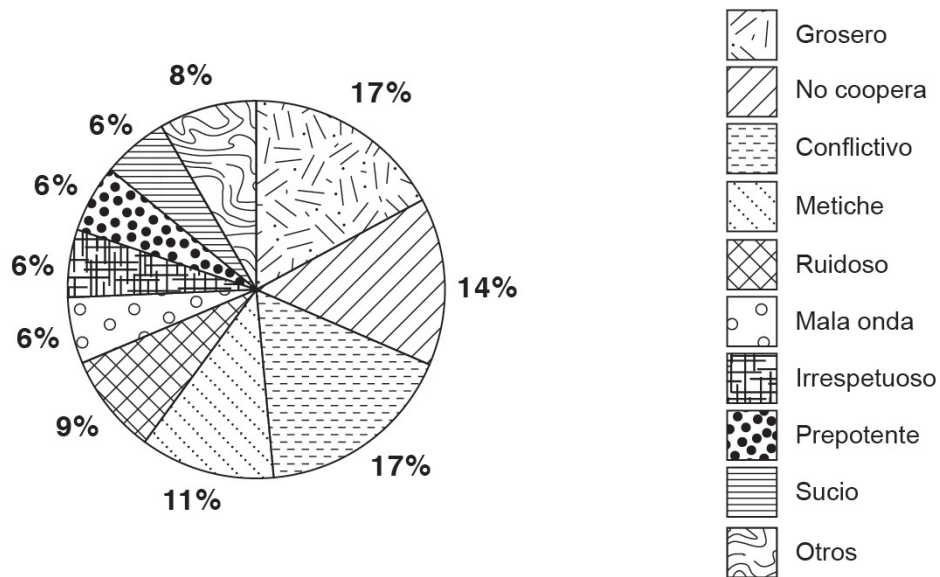 8%
17%
6%
6%
6%
14%
6%
9%
17%
11%
Grosero
No coopera
Conflictivo
Metiche
Ruidoso
Mala onda
Irrespetuoso
Prepotente
Sucio
Otros